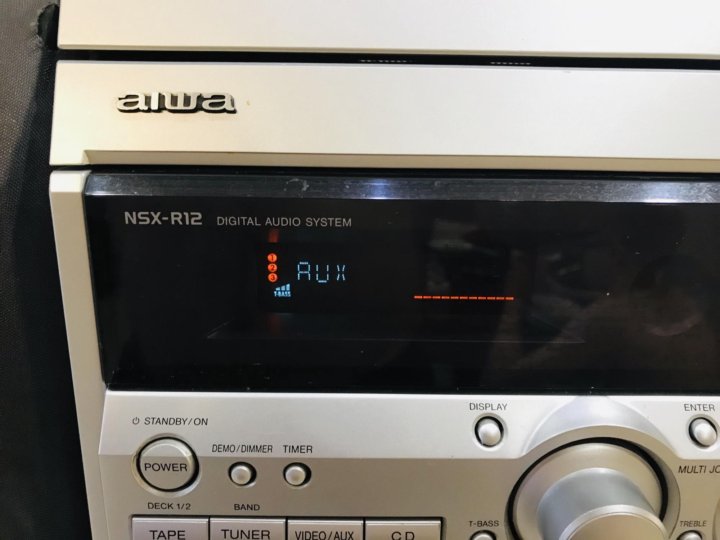 aiwa
NSX-R12 DIGITAL AUDIO SYSTEM
1
AUX
2
3
T-BASS
DISPLAY
ENTER
⏻ STANDBY/ON
DEMO/DIMMER
TIMER
POWER
MULTI
DECK 1/2
BAND
T-BASS
TREBLE
TAPE
TUNER
VIDEO/AUX
CD